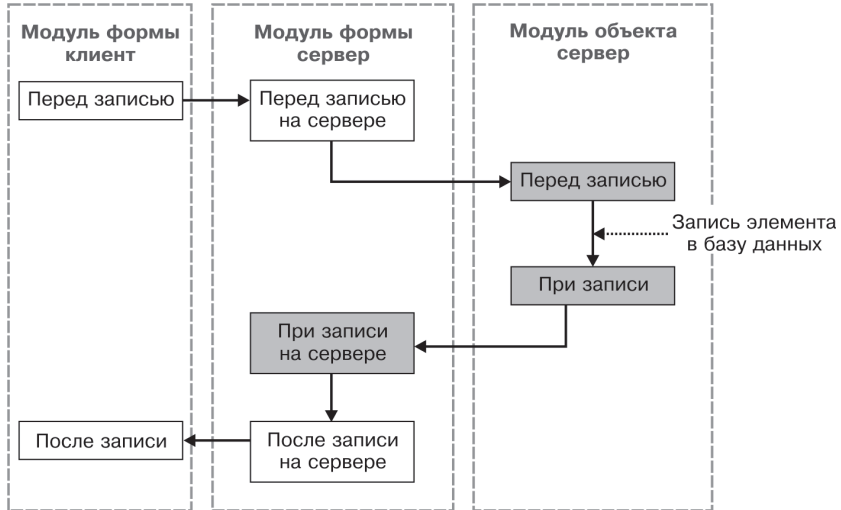 Модуль формы
клиент
Модуль формы
сервер
Модуль объекта
сервер
Перед записью
Перед записью
на сервере
Перед записью
Запись элемента
в базу данных
При записи
При записи
на сервере
После записи
После записи
на сервере